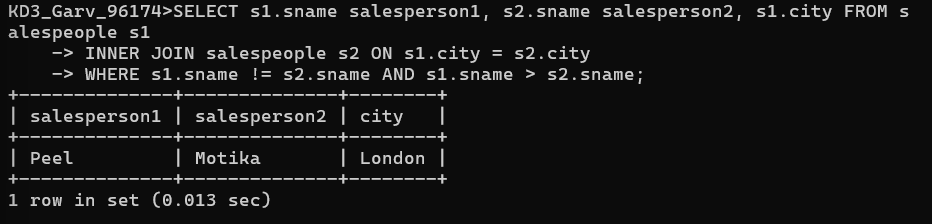 KD3_Garv_96174>SELECT s1.sname salesperson1, s2.sname salesperson2, s1.city FROM s
alespeople s1
    -> INNER JOIN salespeople s2 ON s1.city = s2.city
    -> WHERE s1.sname != s2.sname AND s1.sname > s2.sname;
+--------------+--------------+--------+
| salesperson1 | salesperson2 | city   |
+--------------+--------------+--------+
| Peel         | Motika       | London |
+--------------+--------------+--------+
1 row in set (0.013 sec)